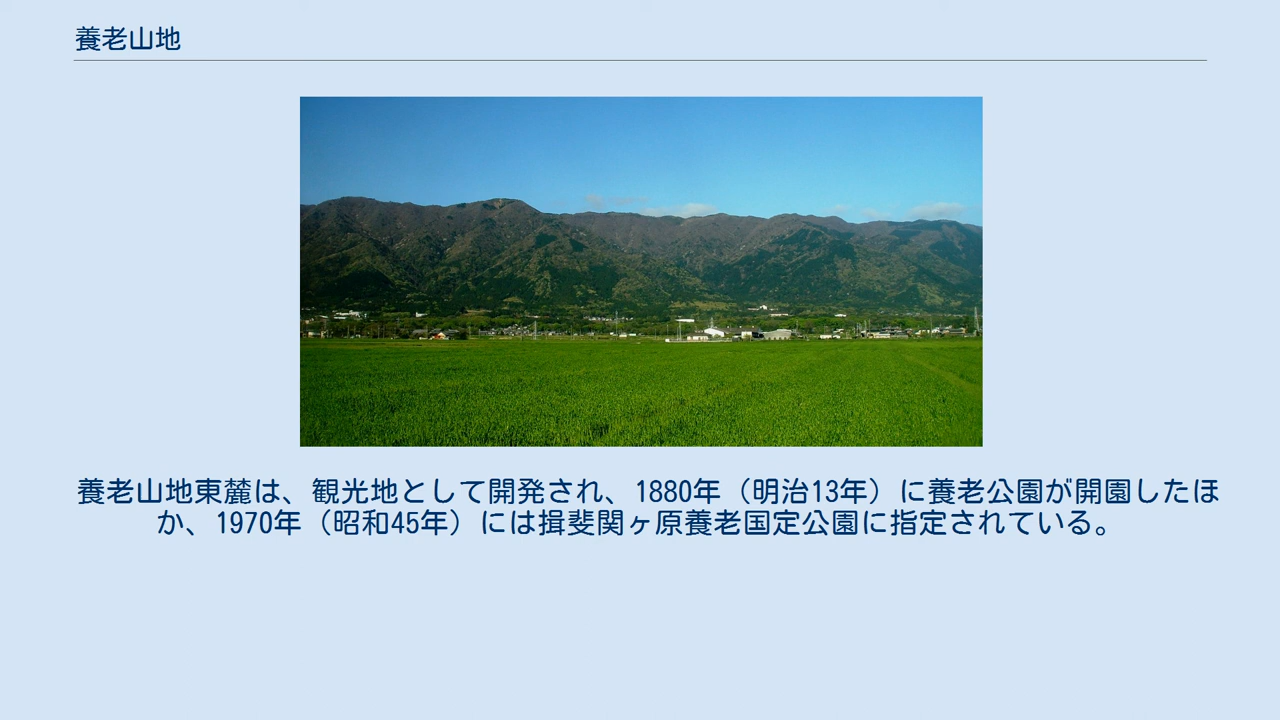 養老山地
養老山地東麓は、観光地として開発され、1880年（明治13年）に養老公園が開園したほ
か、1970年（昭和45年）には揖斐関ヶ原養老国定公園に指定されている。